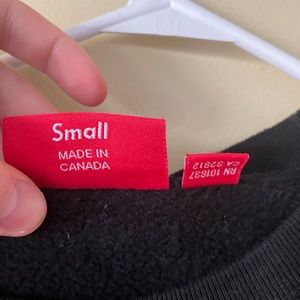 Small
MADE IN
CANADA
RN 101837
CA 32812